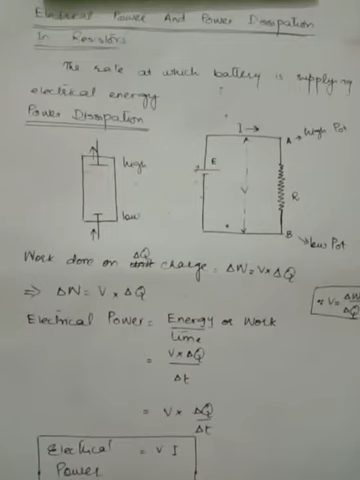 Electrical Power And Power Dissipation
In Resistors
The rate at which battery is supplying
electrical energy
Power Dissipation
I → A → high Pot
high
E
V
R
low
B → low Pot
Work done on ΔQ charge = ΔW = V × ΔQ
⇒ ΔW = V × ΔQ
∵ V = ΔW/ΔQ
Electrical Power = Energy or Work / time
= V × ΔQ / Δt
= V × ΔQ/Δt
Electrical = V I
Power